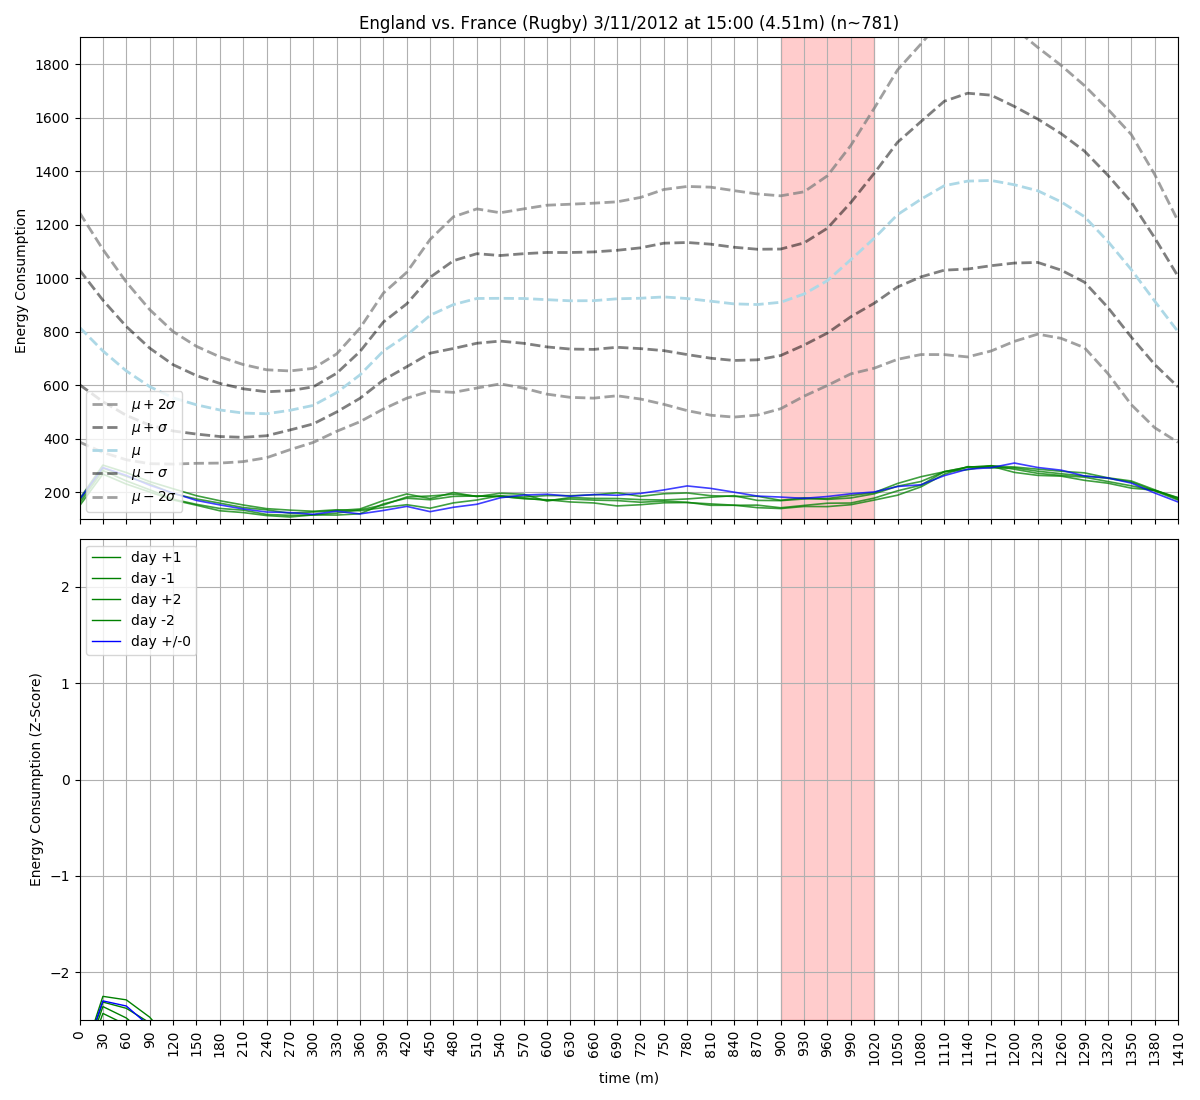 England vs. France (Rugby) 3/11/2012 at 15:00 (4.51m) (n~781)
Energy Consumption
1800
1600
1400
1200
1000
800
600
400
200
μ + 2σ
μ + σ
μ
μ − σ
μ − 2σ
Energy Consumption (Z-Score)
2
1
0
−1
−2
day +1
day -1
day +2
day -2
day +/-0
0 30 60 90 120 150 180 210 240 270 300 330 360 390 420 450 480 510 540 570 600 630 660 690 720 750 780 810 840 870 900 930 960 990 1020 1050 1080 1110 1140 1170 1200 1230 1260 1290 1320 1350 1380 1410
time (m)